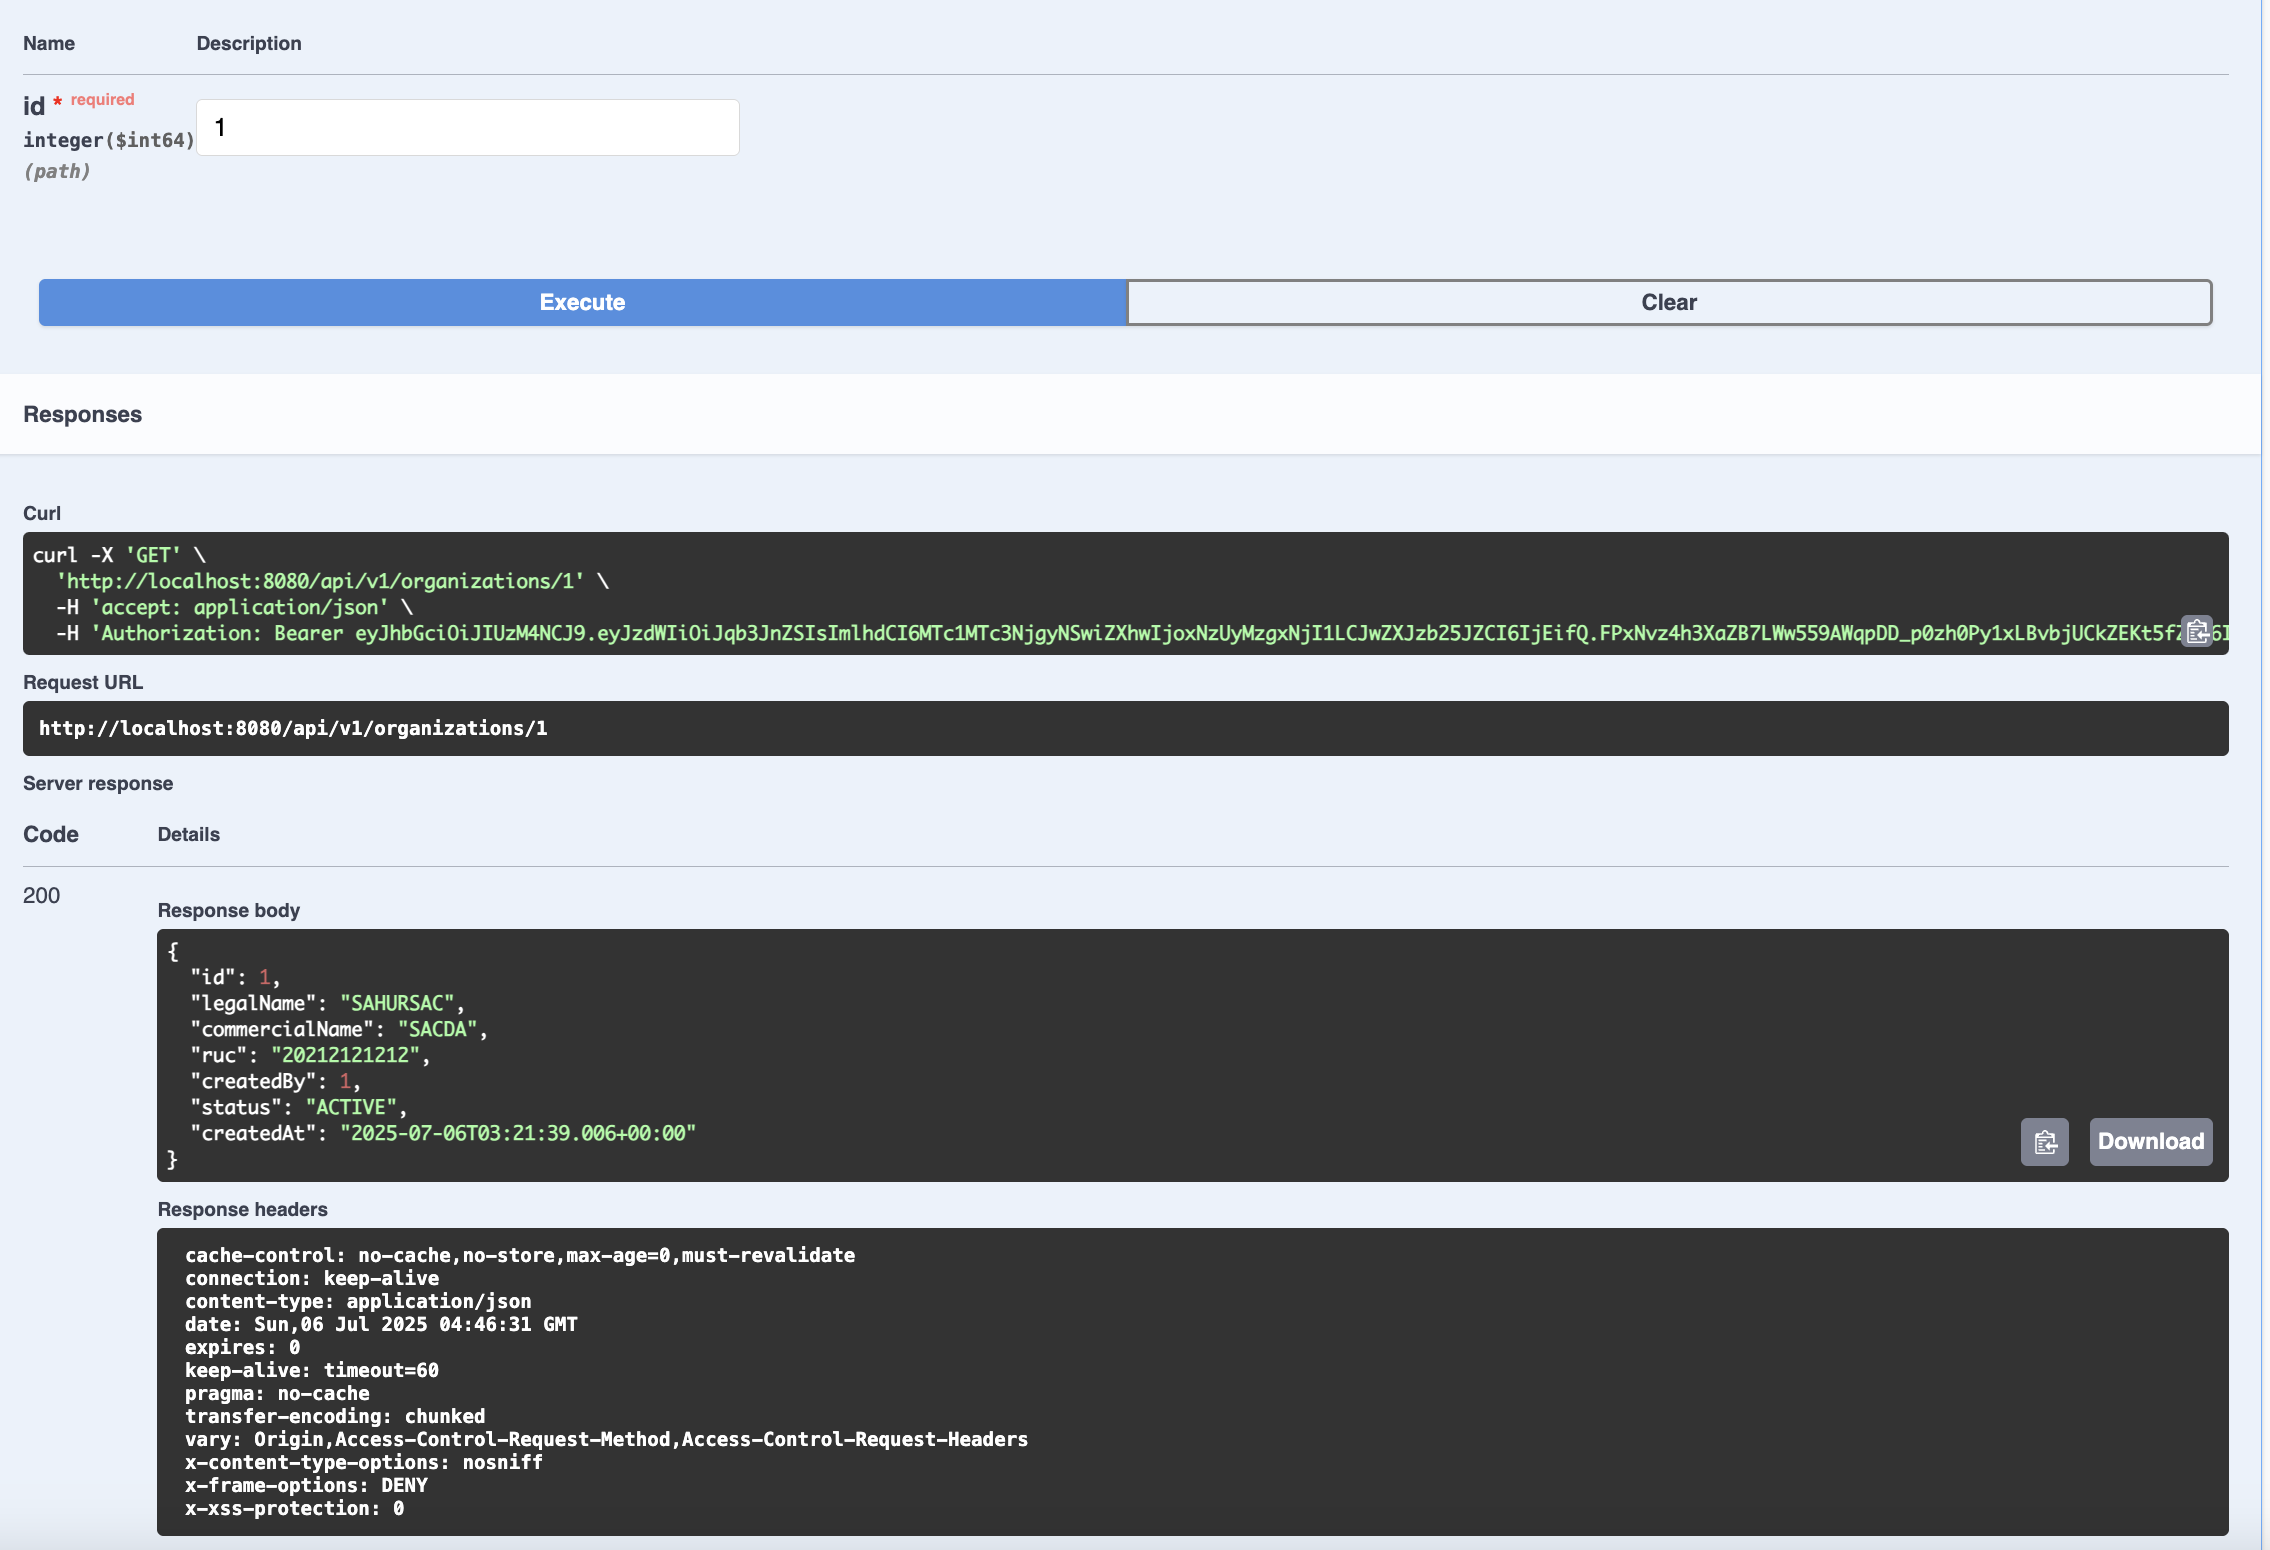 Name Description
id * required
integer($int64)
(path)
1
Execute Clear
Responses
Curl
curl -X 'GET' \
'http://localhost:8080/api/v1/organizations/1' \
-H 'accept: application/json' \
-H 'Authorization: Bearer eyJhbGciOiJIUzM4NCJ9.eyJzdWIiOiJqb3JnZSIsImlhdCI6MTc1MTc3NjgyNSwiZXhwIjoxNzUyMzgxNjI1LCJwZXJzb25JZCI6IjEifQ.FPxNvz4h3XaZB7LWw559AWqpDD_p0zh0Py1xLBvbjUCkZEKt5f
Request URL
http://localhost:8080/api/v1/organizations/1
Server response
Code Details
200
Response body
{
"id": 1,
"legalName": "SAHURSAC",
"commercialName": "SACDA",
"ruc": "20212121212",
"createdBy": 1,
"status": "ACTIVE",
"createdAt": "2025-07-06T03:21:39.006+00:00"
}
Download
Response headers
cache-control: no-cache,no-store,max-age=0,must-revalidate
connection: keep-alive
content-type: application/json
date: Sun,06 Jul 2025 04:46:31 GMT
expires: 0
keep-alive: timeout=60
pragma: no-cache
transfer-encoding: chunked
vary: Origin,Access-Control-Request-Method,Access-Control-Request-Headers
x-content-type-options: nosniff
x-frame-options: DENY
x-xss-protection: 0